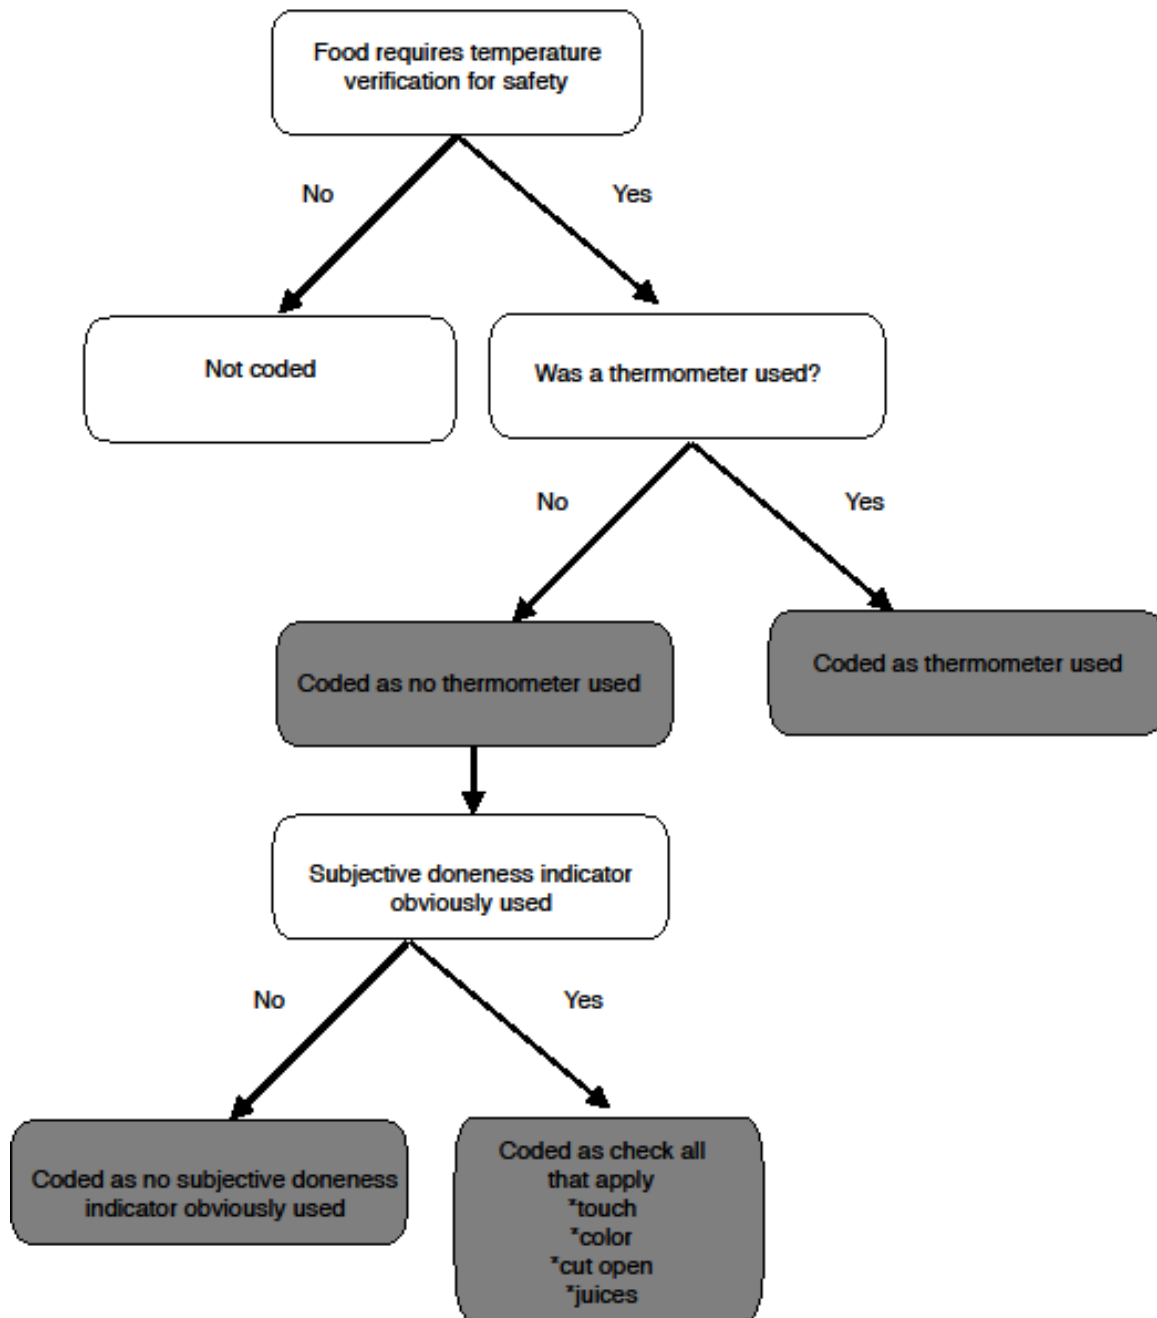 Food requires temperature
verification for safety
No
Yes
Not coded
Was a thermometer used?
No
Yes
Coded as no thermometer used
Coded as thermometer used
Subjective doneness indicator
obviously used
No
Yes
Coded as no subjective doneness
indicator obviously used
Coded as check all
that apply
*touch
*color
*cut open
*juices